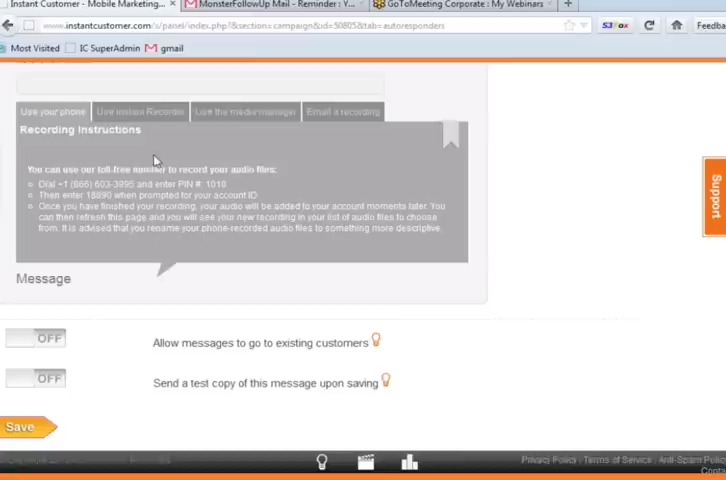 Instant Customer - Mobile Marketing... × MonsterFollowUp Mail - Reminder : Y... × GoToMeeting Corporate : My Webinars ×
www.instantcustomer.com/s/panel/index.php?&section=campaign&id=50805&tab=autoresponders S3Fox
Most Visited IC SuperAdmin gmail Feedba
Use your phone Use Instant Recorder Use the media manager Email a recording
Recording Instructions
You can use our toll-free number to record your audio files:
Dial +1 (866) 603-3995 and enter PIN #: 1010
Then enter 18890 when prompted for your account ID
Once you have finished your recording, your audio will be added to your account moments later. You
can then refresh this page and you will see your new recording in your list of audio files to choose
from. It is advised that you rename your phone-recorded audio files to something more descriptive.
Support
Message
OFF Allow messages to go to existing customers
OFF Send a test copy of this message upon saving
Save
Privacy Policy | Terms of Service | Anti-Spam Policy
Conta